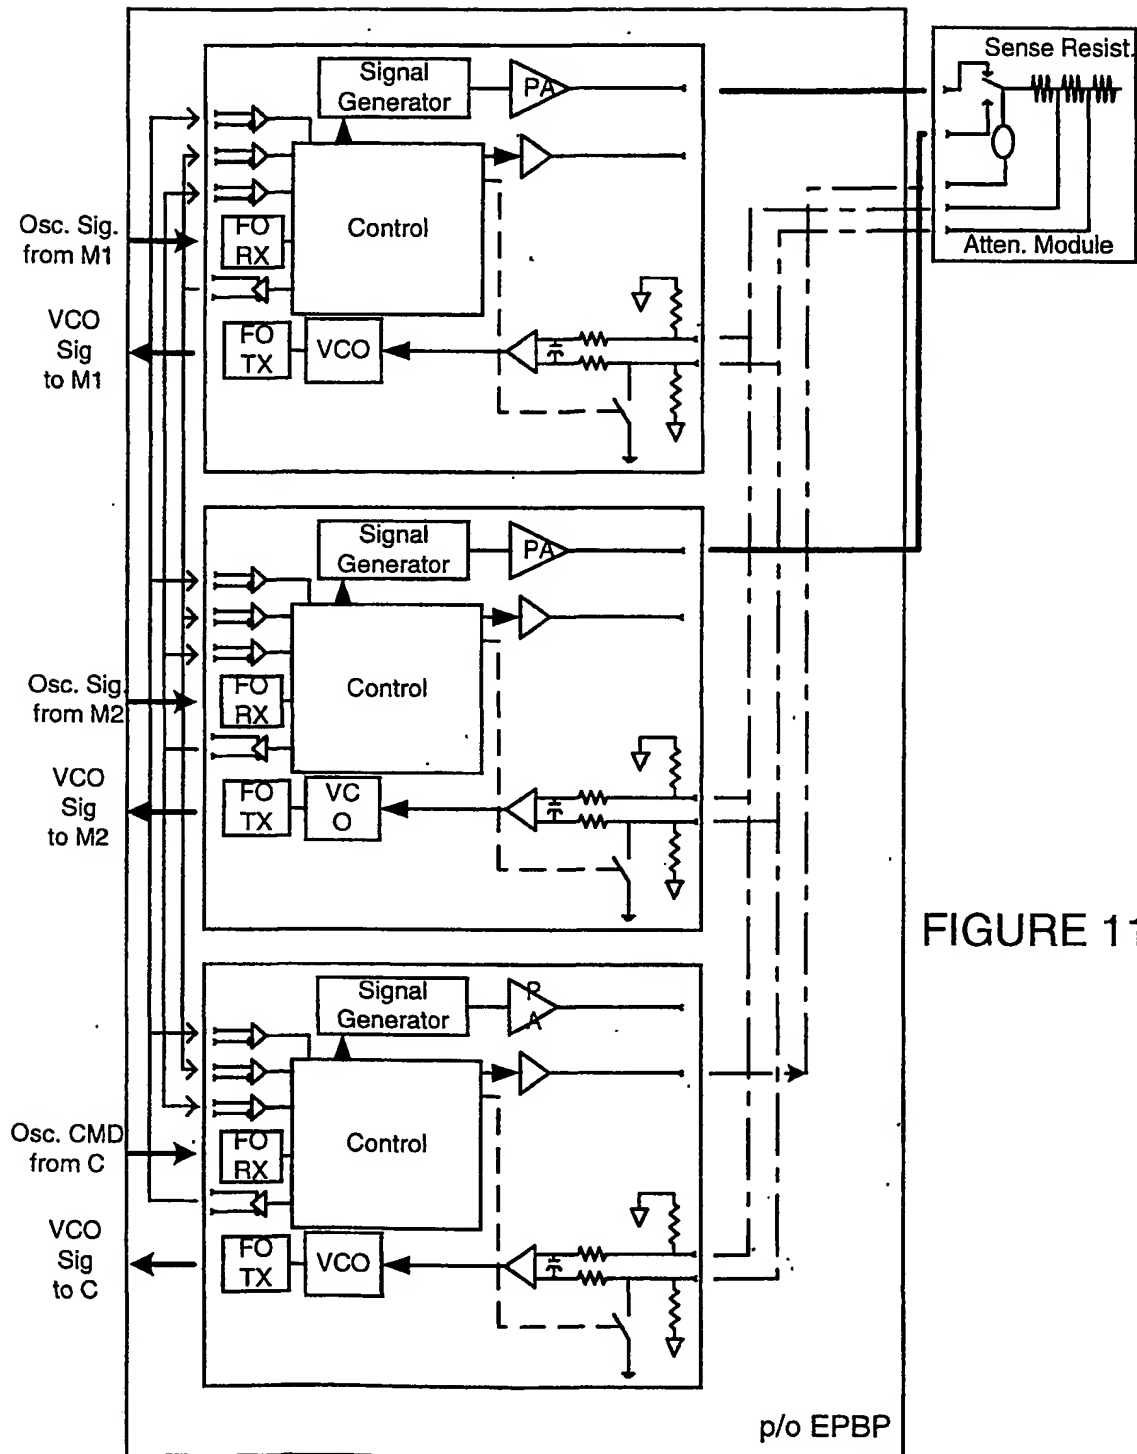 Sense Resist.
Atten. Module
Signal
Generator
PA
Control
FO
RX
FO
TX
VCO
Osc. Sig.
from M1
VCO
Sig
to M1
Signal
Generator
PA
Control
FO
RX
FO
TX
VC
O
Osc. Sig.
from M2
VCO
Sig
to M2
FIGURE 11
Signal
Generator
P
A
Control
FO
RX
FO
TX
VCO
Osc. CMD
from C
VCO
Sig
to C
p/o EPBP